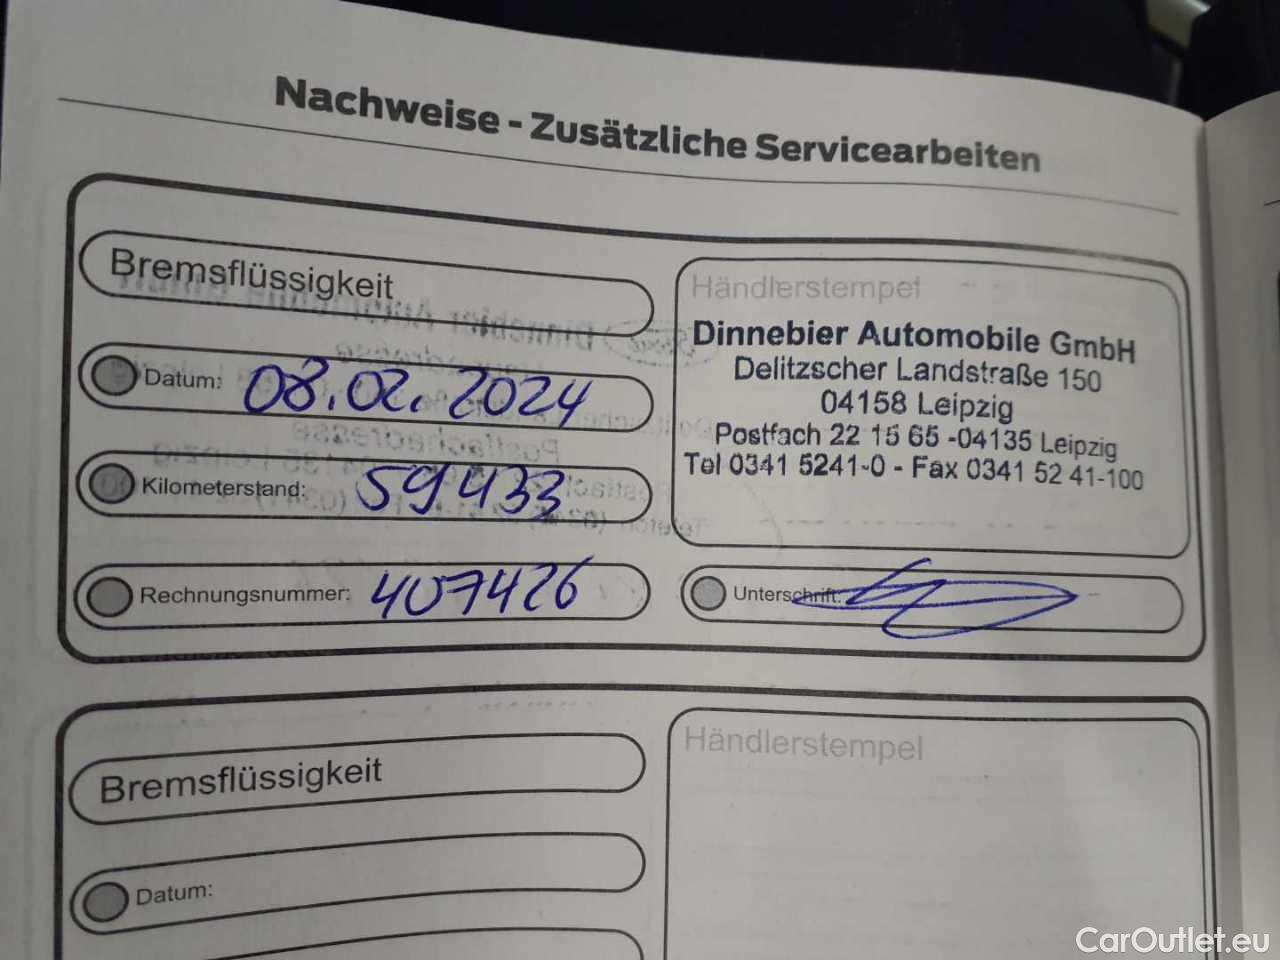 Nachweise - Zusätzliche Servicearbeiten
Bremsflüssigkeit
Händlerstempel
Dinnebier Automobile GmbH
Delitzscher Landstraße 150
04158 Leipzig
Postfach 22 15 65 -04135 Leipzig
Tel 0341 5241-0 - Fax 0341 52 41-100
Datum: 08.02.2024
Kilometerstand: 59433
Rechnungsnummer: 407426
Unterschrift:
Bremsflüssigkeit
Händlerstempel
Datum:
CarOutlet.eu